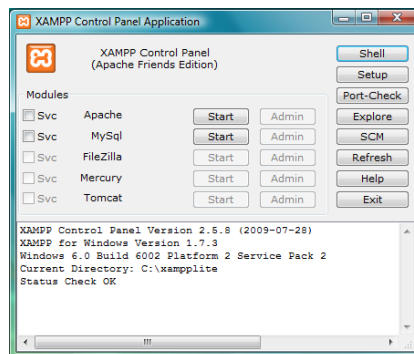 XAMPP Control Panel Application
XAMPP Control Panel
(Apache Friends Edition)
Shell
Setup
Modules
Port-Check
Svc Apache Start Admin Explore
Svc MySql Start Admin SCM
Svc FileZilla Start Admin Refresh
Svc Mercury Start Admin Help
Svc Tomcat Start Admin Exit
XAMPP Control Panel Version 2.5.8 (2009-07-28)
XAMPP for Windows Version 1.7.3
Windows 6.0 Build 6002 Platform 2 Service Pack 2
Current Directory: C:\xampplite
Status Check OK